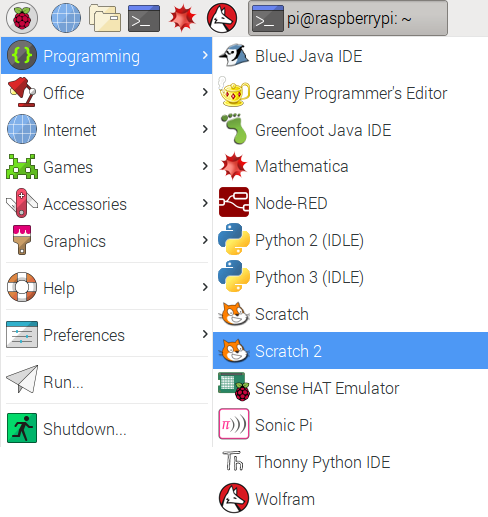 pi@raspberrypi: ~
Programming
Office
Internet
Games
Accessories
Graphics
Help
Preferences
Run...
Shutdown...
BlueJ Java IDE
Geany Programmer's Editor
Greenfoot Java IDE
Mathematica
Node-RED
Python 2 (IDLE)
Python 3 (IDLE)
Scratch
Scratch 2
Sense HAT Emulator
π)))
Sonic Pi
Th
Thonny Python IDE
Wolfram